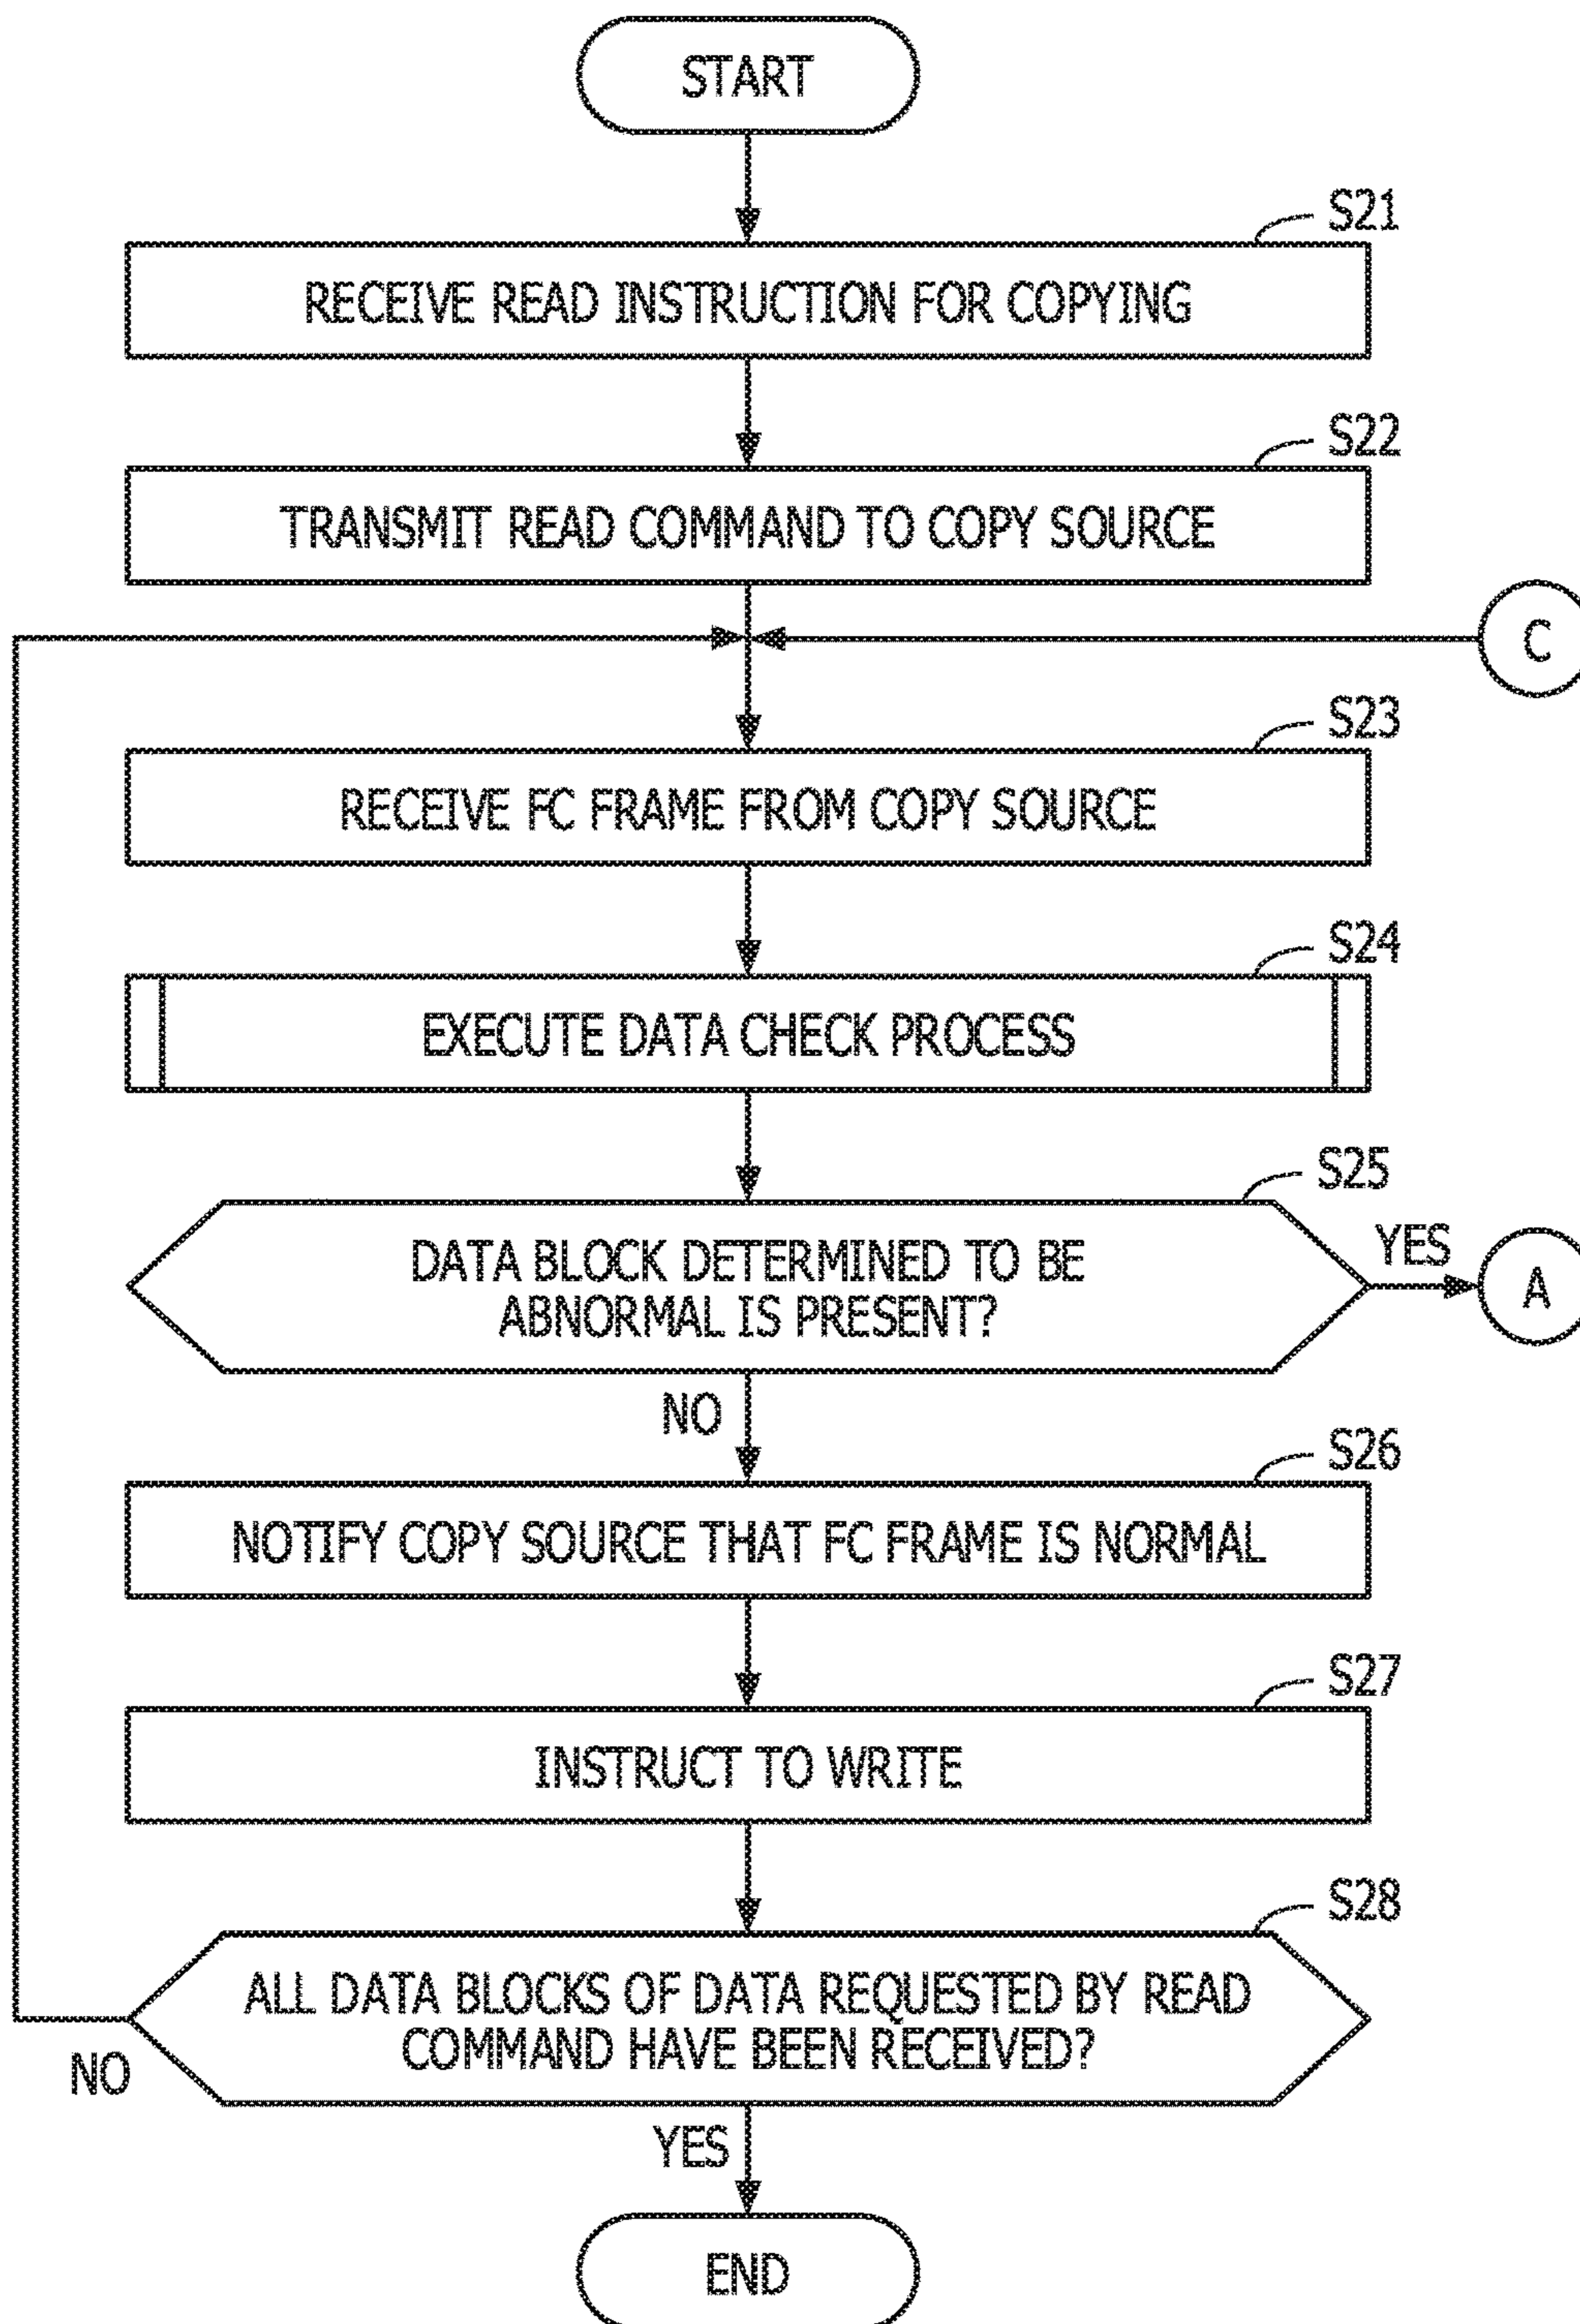 START
S21
RECEIVE READ INSTRUCTION FOR COPYING
S22
TRANSMIT READ COMMAND TO COPY SOURCE
C
S23
RECEIVE FC FRAME FROM COPY SOURCE
S24
EXECUTE DATA CHECK PROCESS
S25
DATA BLOCK DETERMINED TO BE
ABNORMAL IS PRESENT?
YES
A
NO
S26
NOTIFY COPY SOURCE THAT FC FRAME IS NORMAL
S27
INSTRUCT TO WRITE
S28
ALL DATA BLOCKS OF DATA REQUESTED BY READ
COMMAND HAVE BEEN RECEIVED?
NO
YES
END